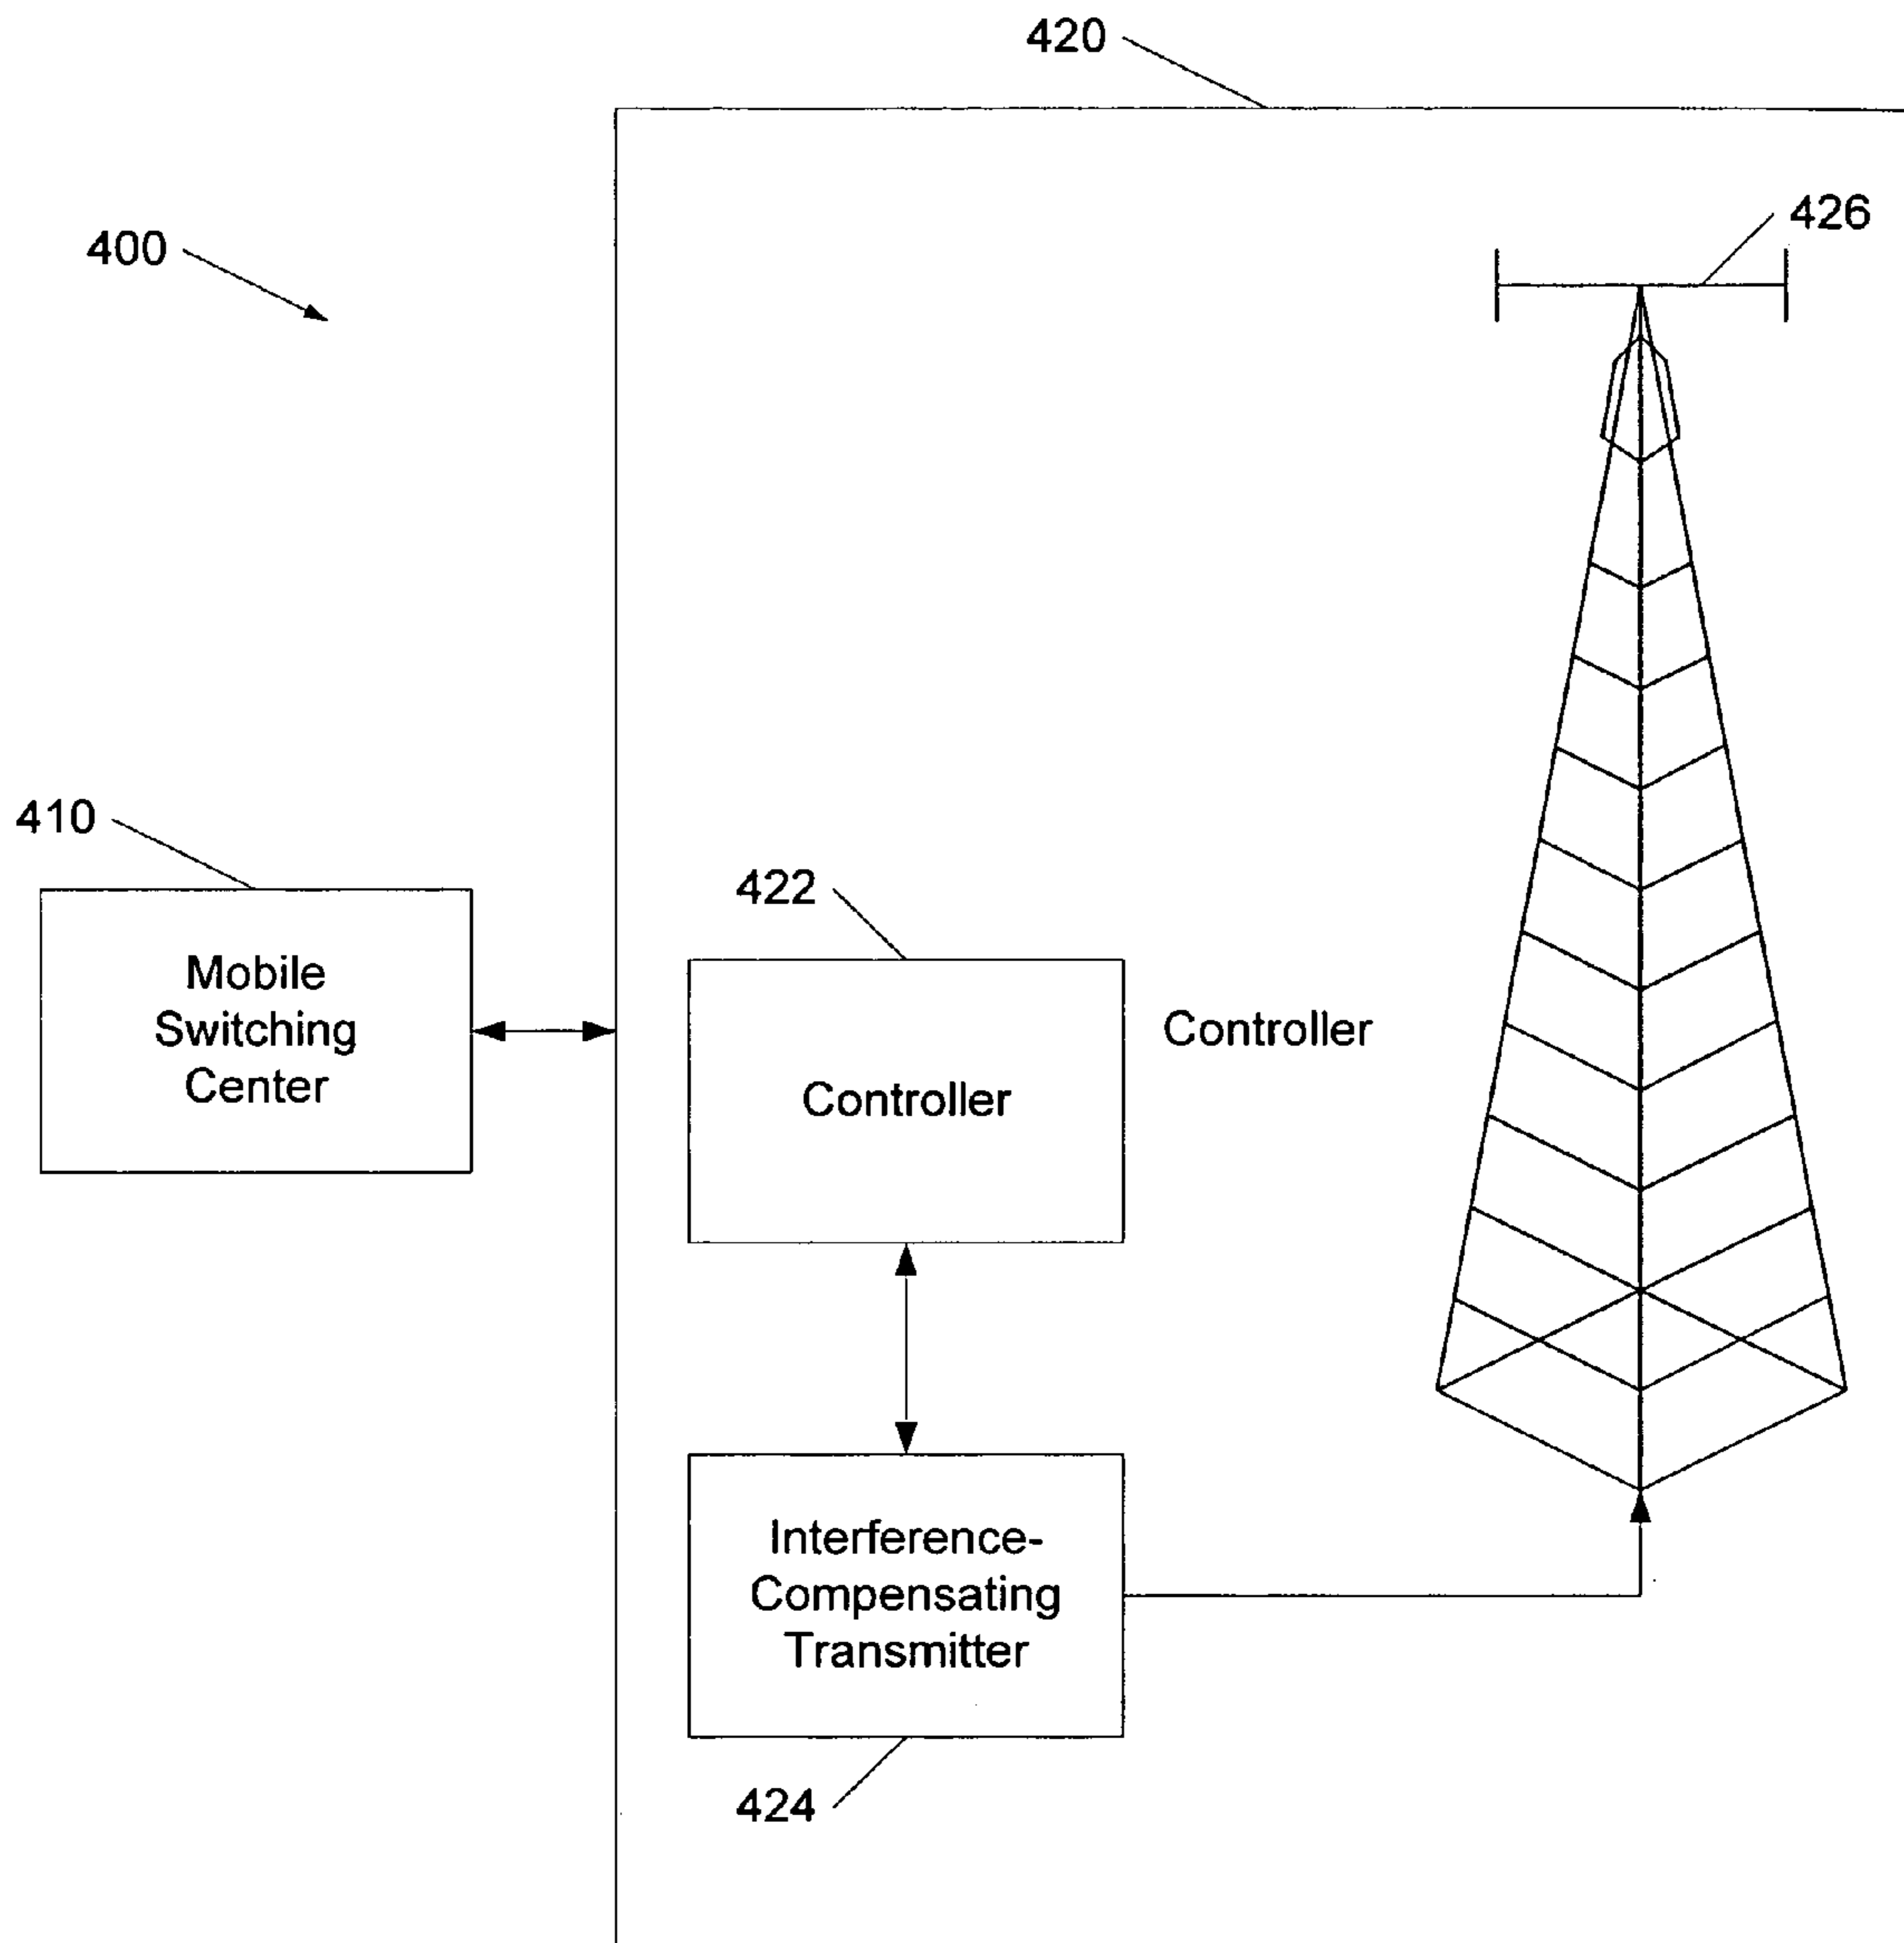 420
426
400
410
422
Mobile
Switching
Center
Controller
Controller
Interference-
Compensating
Transmitter
424